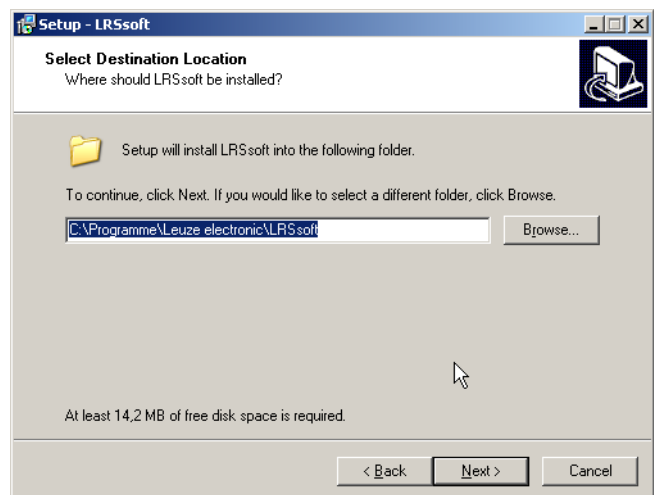 Setup - LRSsoft
Select Destination Location
Where should LRSsoft be installed?
Setup will install LRSsoft into the following folder.
To continue, click Next. If you would like to select a different folder, click Browse.
C:\Programme\Leuze electronic\LRSsoft
Browse...
At least 14,2 MB of free disk space is required.
< Back
Next >
Cancel